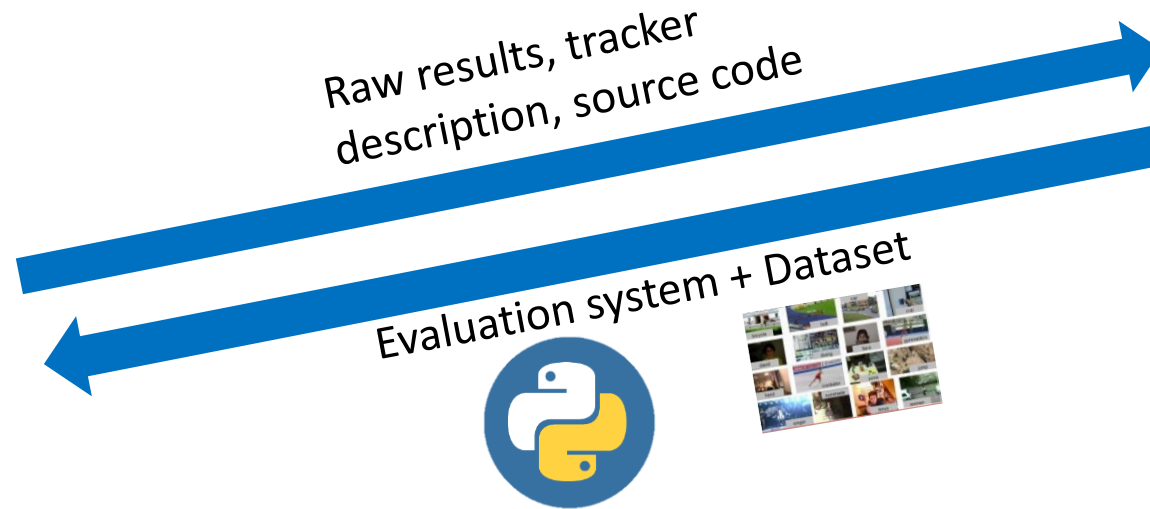 Raw results, tracker
description, source code
Evaluation system + Dataset